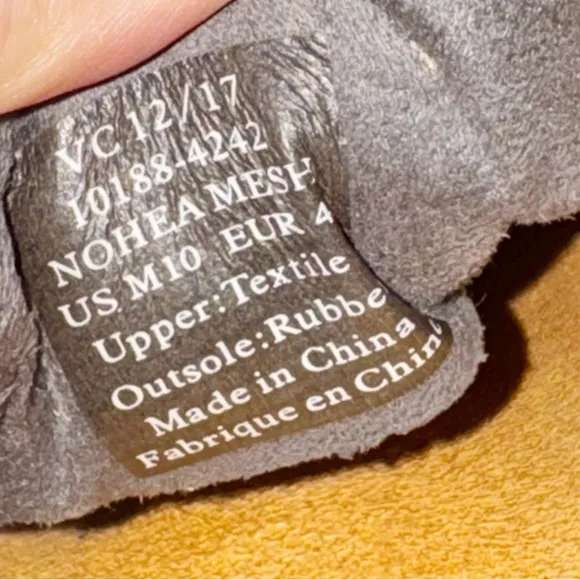 VC 12/17
10188-4242
NOHEA MESH
US M10 EUR 4
Upper:Textile
Outsole:Rubbe
Made in China
Fabrique en Chin